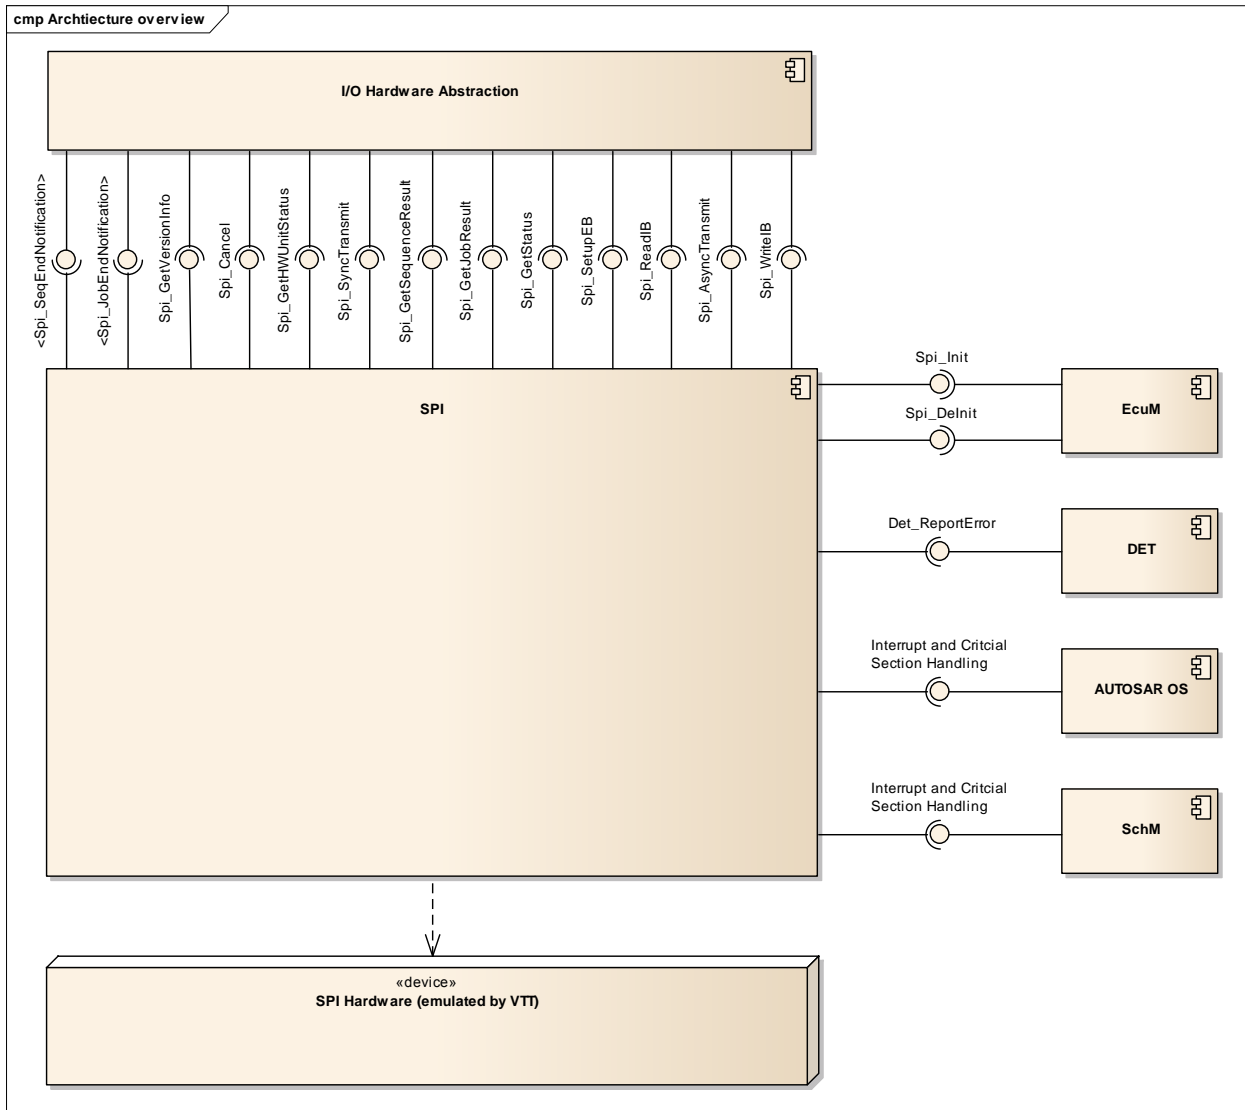 cmp Archtiecture overview
I/O Hardware Abstraction
<Spi_SeqEndNotification>
<Spi_JobEndNotification>
Spi_GetVersionInfo
Spi_Cancel
Spi_GetHWUnitStatus
Spi_SyncTransmit
Spi_GetSequenceResult
Spi_GetJobResult
Spi_GetStatus
Spi_SetupEB
Spi_ReadIB
Spi_AsyncTransmit
Spi_WriteIB
SPI
Spi_Init
EcuM
Spi_DeInit
Det_ReportError
DET
Interrupt and Critcial
Section Handling
AUTOSAR OS
Interrupt and Critcial
Section Handling
SchM
«device»
SPI Hardware (emulated by VTT)